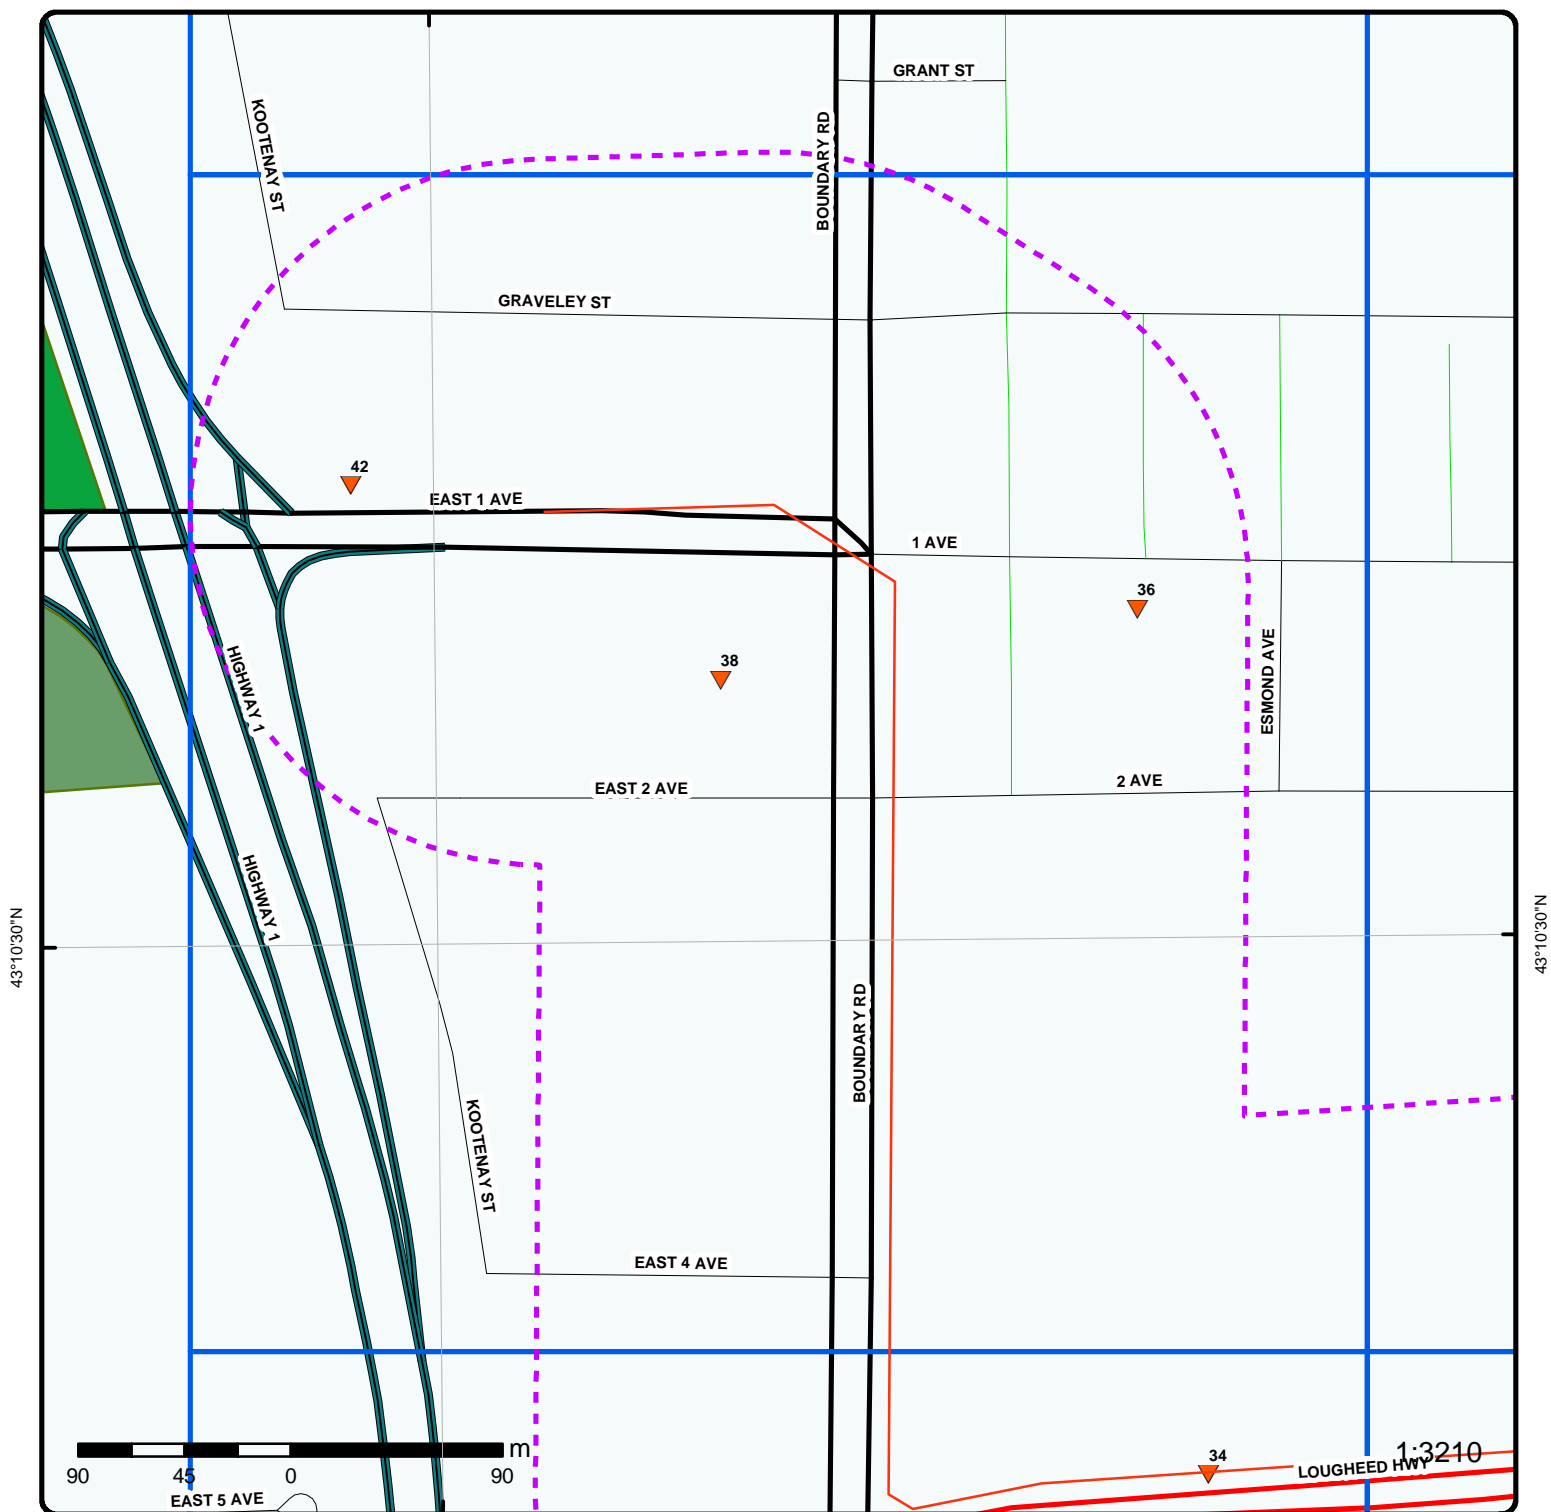 GRANT ST
KOOTENAY ST
BOUNDARY RD
GRAVELEY ST
42
EAST 1 AVE
1 AVE
36
38
HIGHWAY 1
ESMOND AVE
EAST 2 AVE
2 AVE
HIGHWAY 1
43°10'30"N
43°10'30"N
BOUNDARY RD
KOOTENAY ST
EAST 4 AVE
m
1:3210
34
LOUGHEED HWY
90 45 0 90
EAST 5 AVE